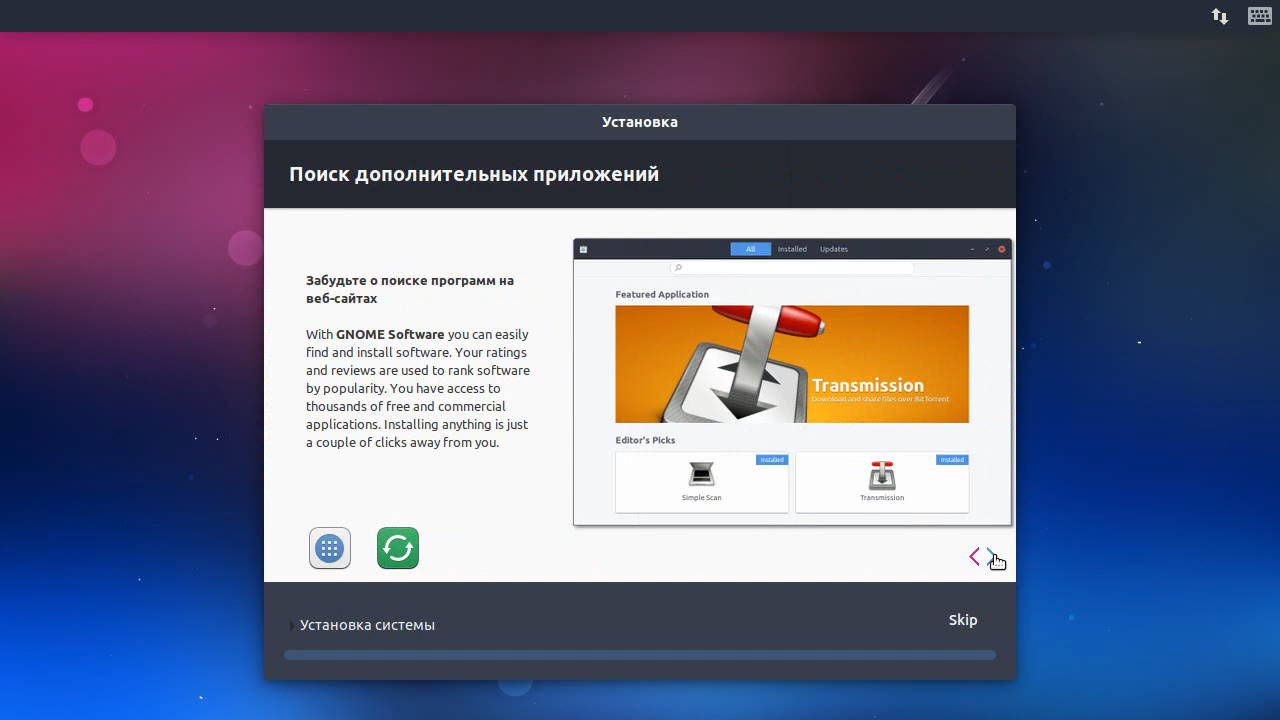 Установка
Поиск дополнительных приложений
Забудьте о поиске программ на
веб-сайтах
With GNOME Software you can easily
find and install software. Your ratings
and reviews are used to rank software
by popularity. You have access to
thousands of free and commercial
applications. Installing anything is just
a couple of clicks away from you.
All Installed Updates
Featured Application
Transmission
Download and share files over BitTorrent
Editor's Picks
Installed Installed
Simple Scan Transmission
Установка системы
Skip